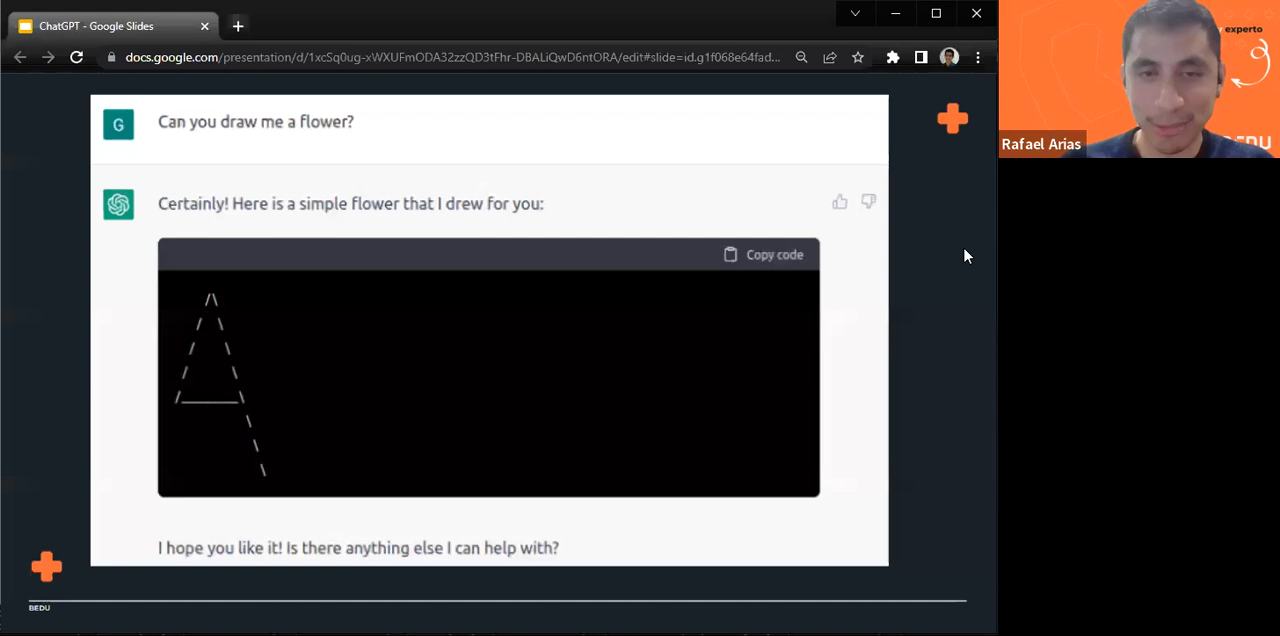 ChatGPT - Google Slides
docs.google.com/presentation/d/1xcSq0ug-xWXUFmODA32zzQD3tFhr-DBALiQwD6ntORA/edit#slide=id.g1f068e64fad...
G
Can you draw me a flower?
Certainly! Here is a simple flower that I drew for you:
Copy code
/\
/ \
/ \
/ \
/______\
\
\
\
I hope you like it! Is there anything else I can help with?
BEDU
experto
Rafael Arias